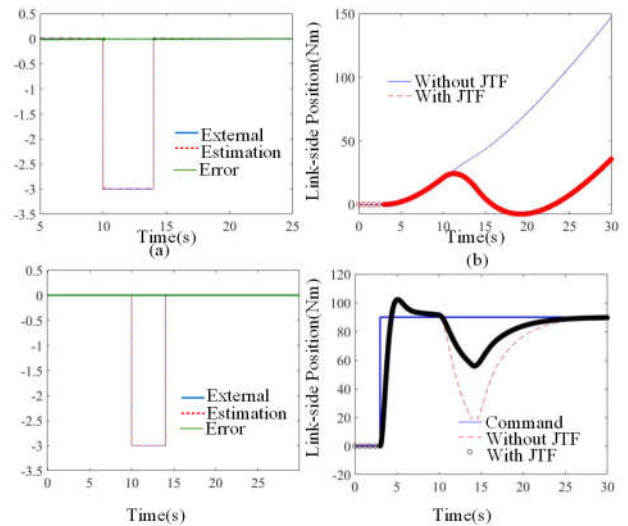 0.5
0
-0.5
-1
-1.5
-2
-2.5
-3
-3.5
5 10 15 20 25
External
Estimation
Error
Time(s)
(a)
150
100
50
0
0 5 10 15 20 25 30
Link-side Position(Nm)
Without JTF
With JTF
Time(s)
(b)
0.5
0
-0.5
-1
-1.5
-2
-2.5
-3
-3.5
0 5 10 15 20 25
External
Estimation
Error
Time(s)
120
100
80
60
40
20
0
-20
0 5 10 15 20 25 30
Link-side Position(Nm)
Command
Without JTF
With JTF
Time(s)